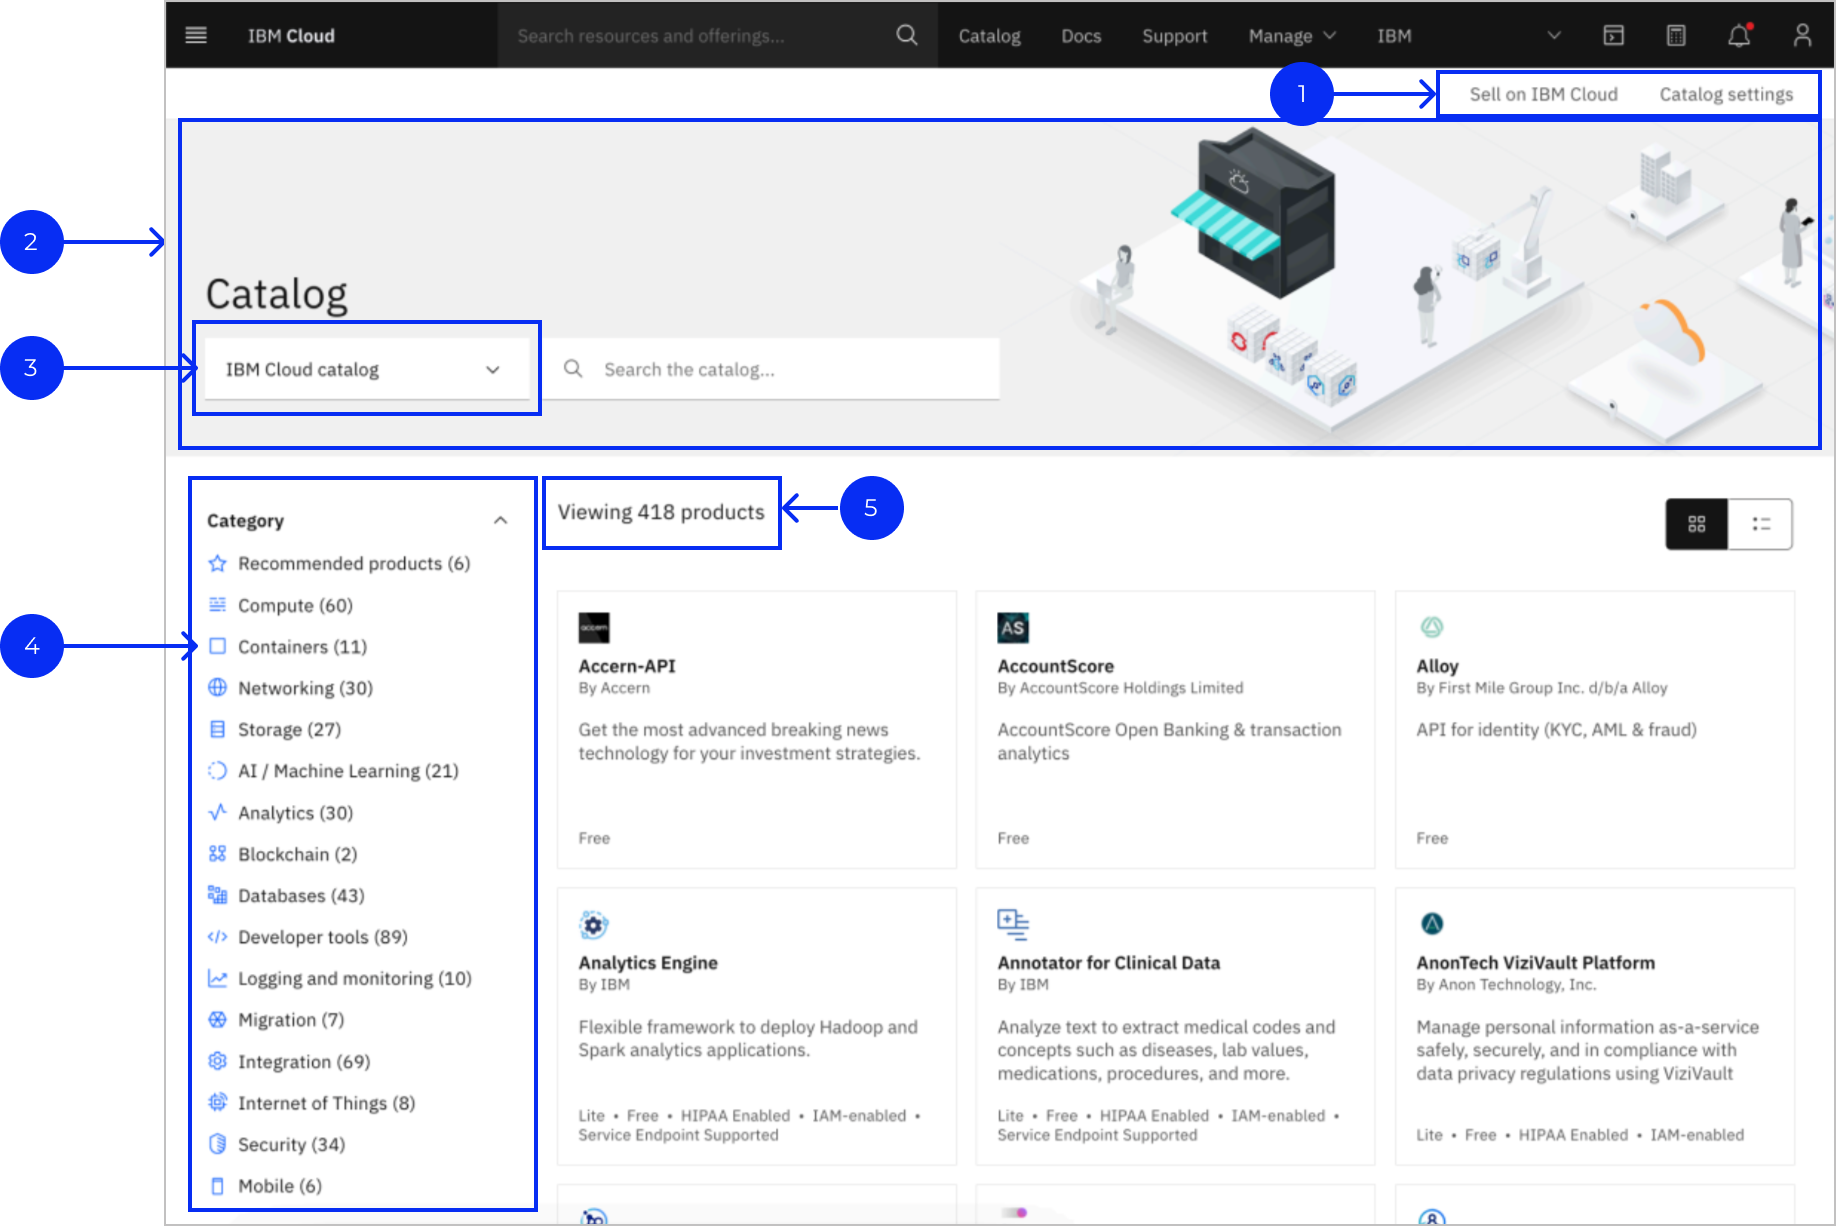 IBM Cloud
Search resources and offerings...
Catalog
Docs
Support
Manage
IBM
1
Sell on IBM Cloud
Catalog settings
2
Catalog
3
IBM Cloud catalog
Search the catalog...
Category
Viewing 418 products
5
Recommended products (6)
Compute (60)
4
Containers (11)
Networking (30)
Storage (27)
AI / Machine Learning (21)
Analytics (30)
Blockchain (2)
Databases (43)
Developer tools (89)
Logging and monitoring (10)
Migration (7)
Integration (69)
Internet of Things (8)
Security (34)
Mobile (6)
accern
Accern-API
By Accern
Get the most advanced breaking news
technology for your investment strategies.
Free
AS
AccountScore
By AccountScore Holdings Limited
AccountScore Open Banking & transaction
analytics
Free
Alloy
By First Mile Group Inc. d/b/a Alloy
API for identity (KYC, AML & fraud)
Free
Analytics Engine
By IBM
Flexible framework to deploy Hadoop and
Spark analytics applications.
Lite • Free • HIPAA Enabled • IAM-enabled •
Service Endpoint Supported
Annotator for Clinical Data
By IBM
Analyze text to extract medical codes and
concepts such as diseases, lab values,
medications, procedures, and more.
Lite • Free • HIPAA Enabled • IAM-enabled •
Service Endpoint Supported
AnonTech ViziVault Platform
By Anon Technology, Inc.
Manage personal information as-a-service
safely, securely, and in compliance with
data privacy regulations using ViziVault
Lite • Free • HIPAA Enabled • IAM-enabled